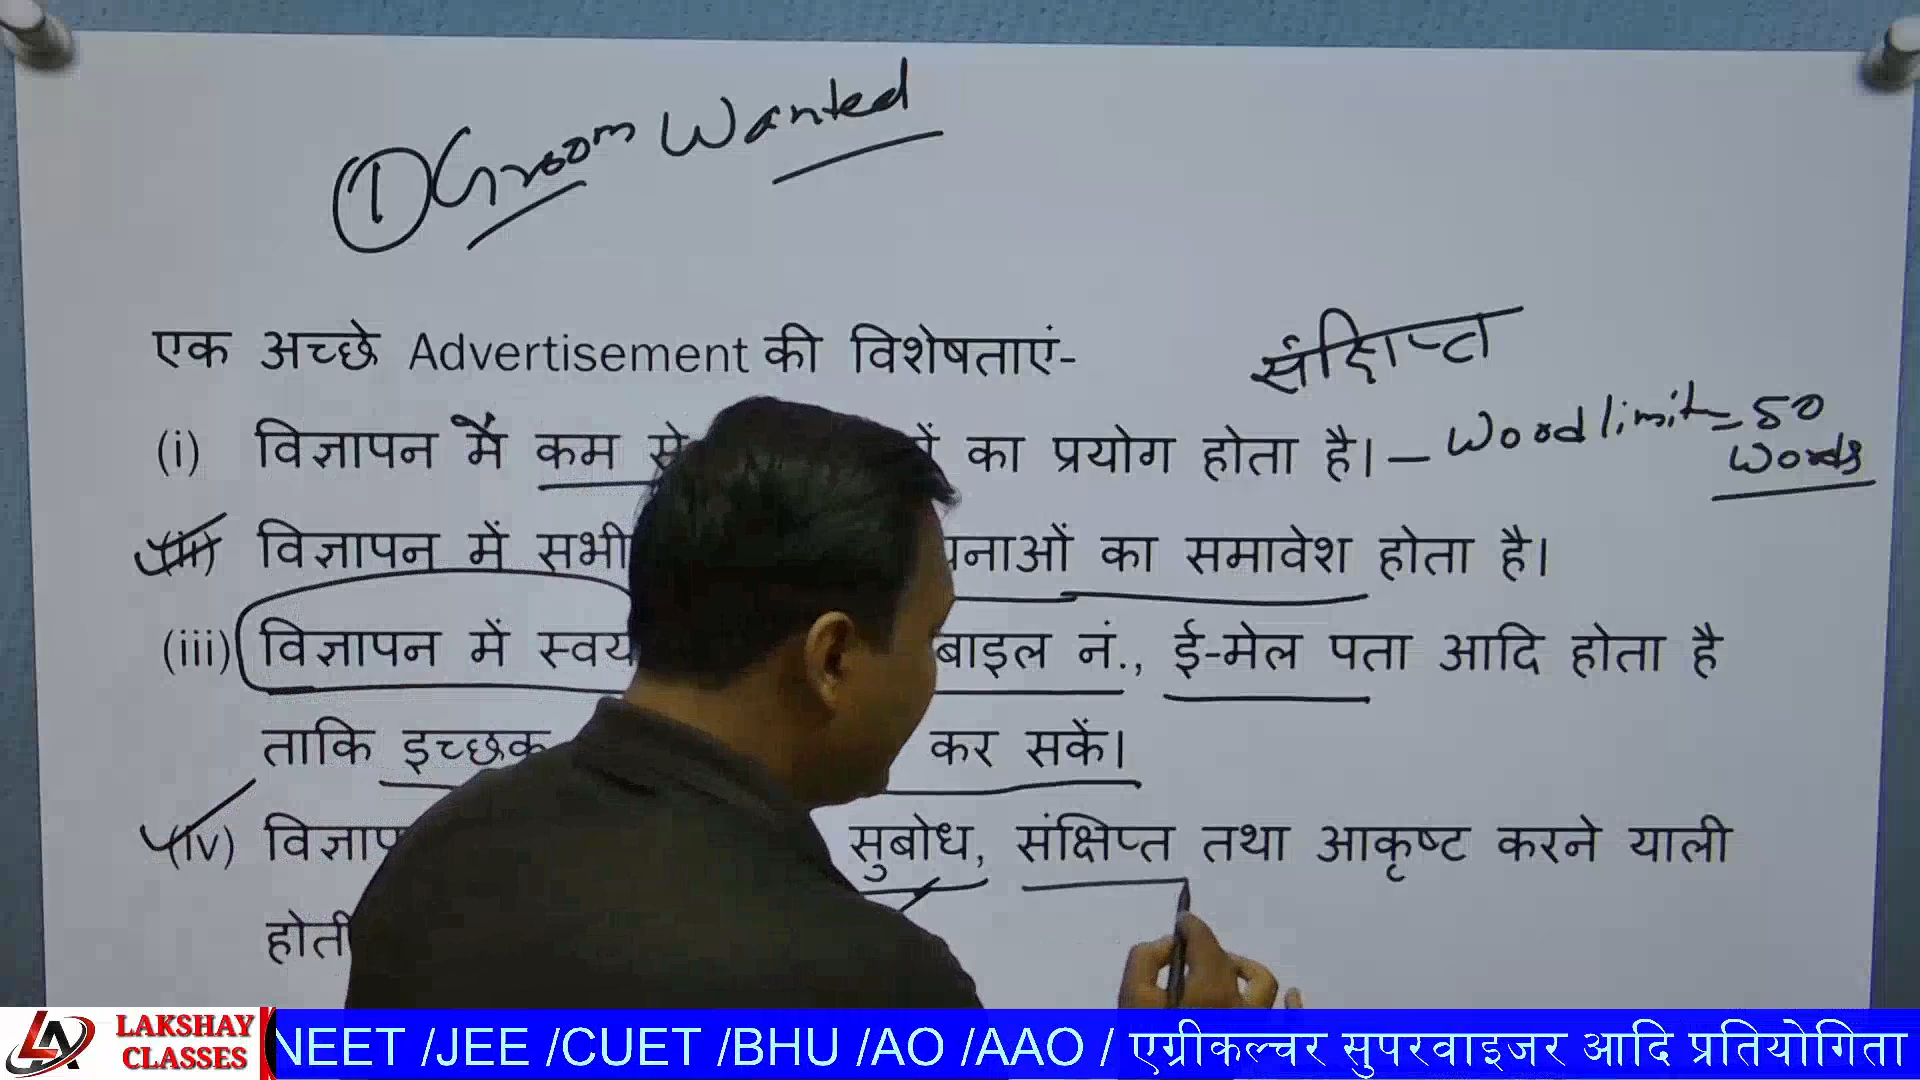 ① Groom Wanted
एक अच्छे Advertisement की विशेषताएं-
संक्षिप्ता
(i) विज्ञापन में कम से का प्रयोग होता है। - Word limit = 50
words
(ii) विज्ञापन में सभी का समावेश होता है।
(iii) विज्ञापन में नं., ई-मेल पता आदि होता है
ताकि इच्छुक कर सकें।
(iv) सुबोध, संक्षिप्त तथा आकृष्ट करने याली
होती
LAKSHAY
CLASSES
NEET /JEE /CUET /BHU /AO /AAO / एग्रीकल्चर सुपरवाइजर आदि प्रतियोगिता